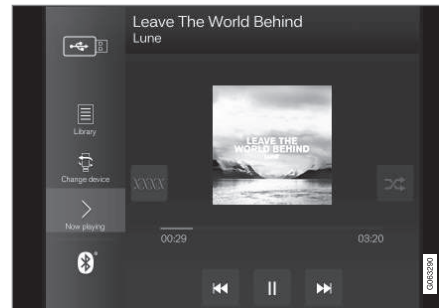 Leave The World Behind
Lune
Library
Change device
XXXX
Now playing
LEAVE THE
WORLD BEHIND
LUNE
00:29
03:20
G063290